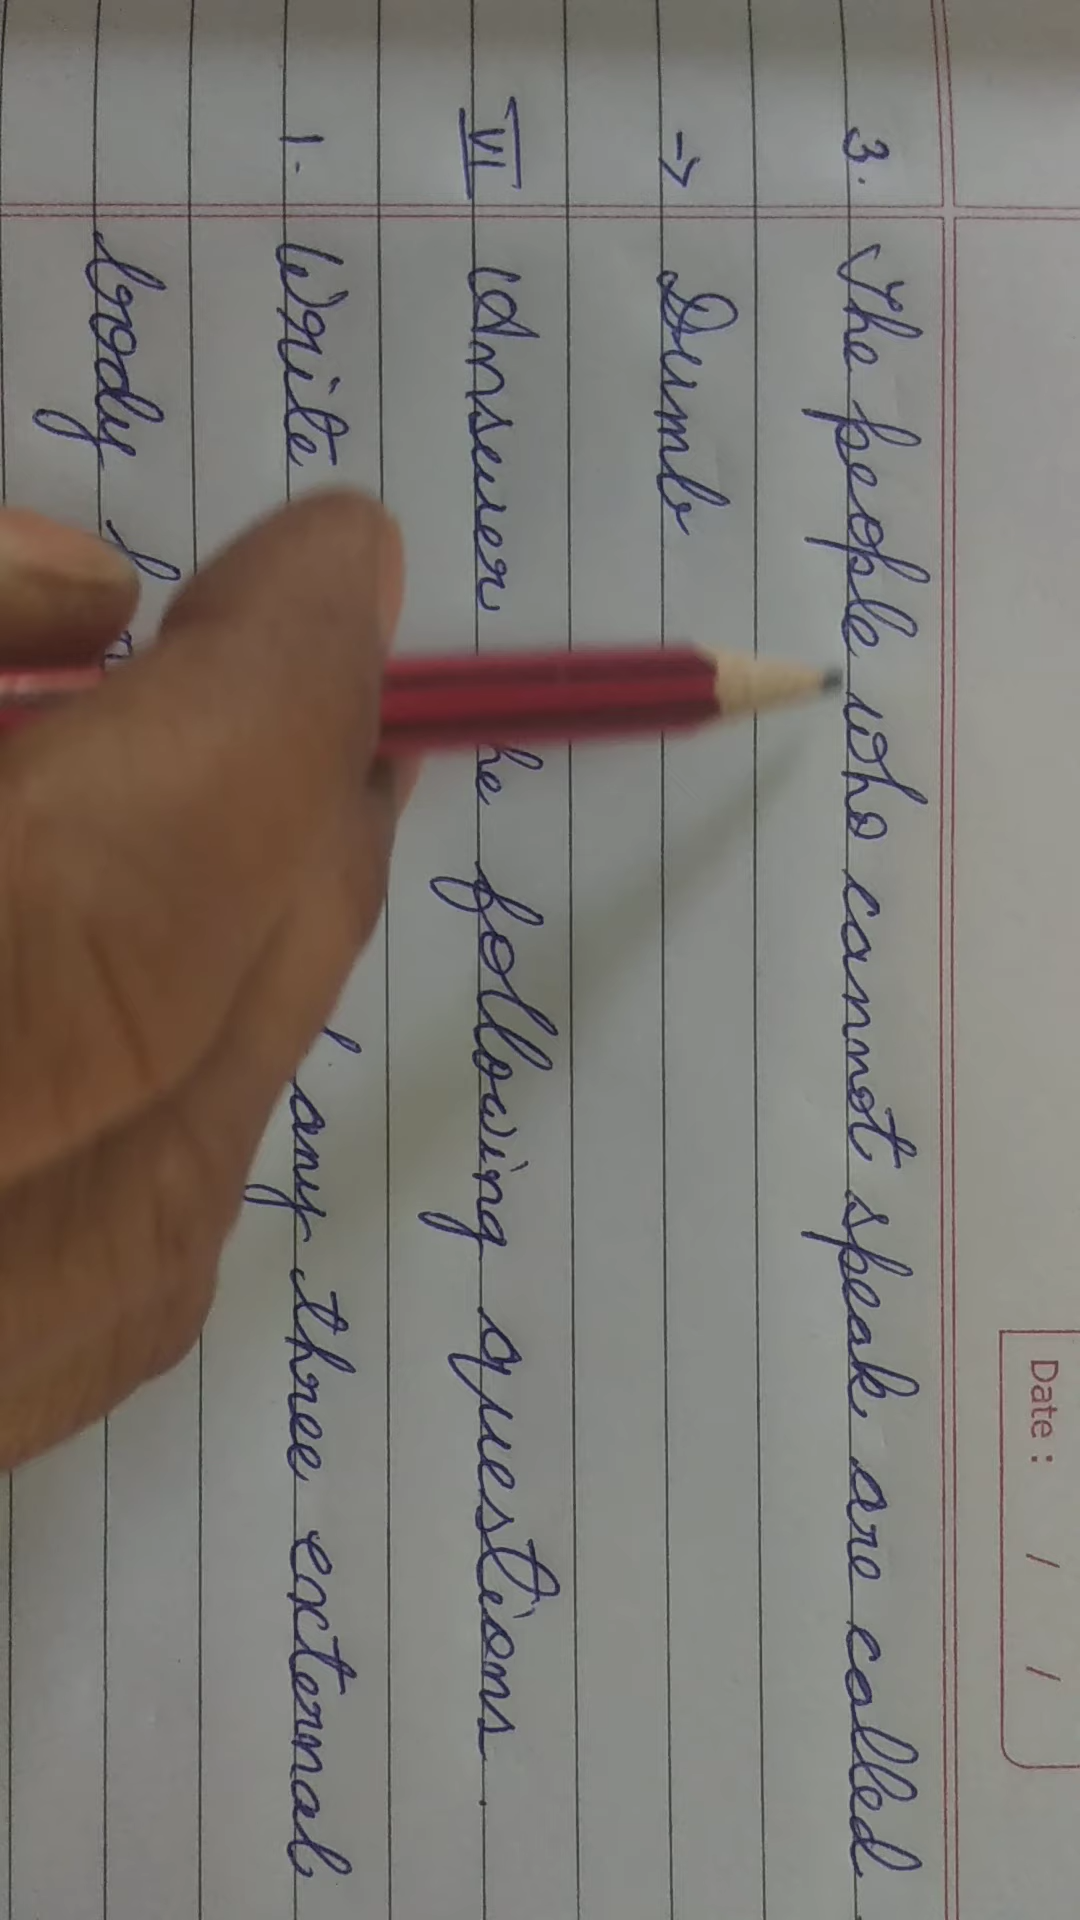 Date: / /
3. The people who cannot speak are called
→ Dumb
VI Answer he following questions.
1. Write any three external
body